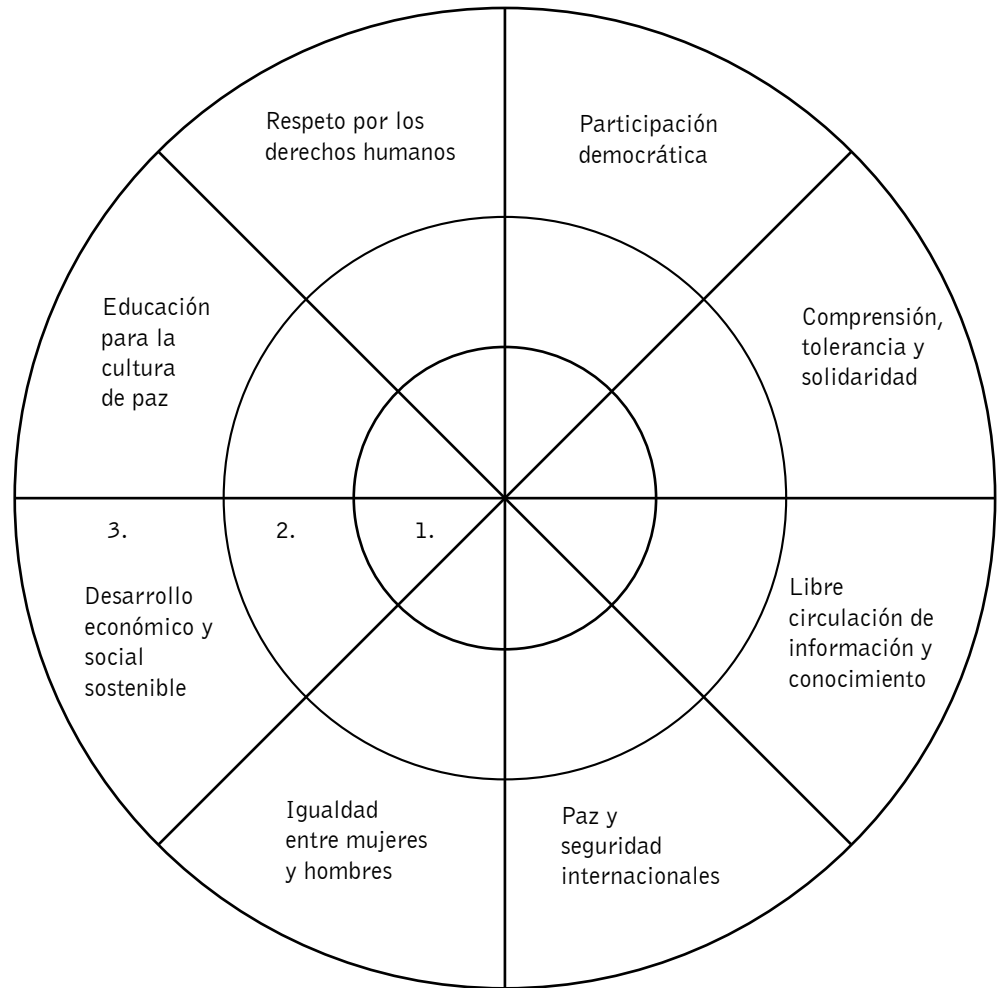 Respeto por los
derechos humanos
Participación
democrática
Educación
para la
cultura
de paz
Comprensión,
tolerancia y
solidaridad
3.
2.
1.
Desarrollo
económico y
social
sostenible
Libre
circulación de
información y
conocimiento
Igualdad
entre mujeres
y hombres
Paz y
seguridad
internacionales